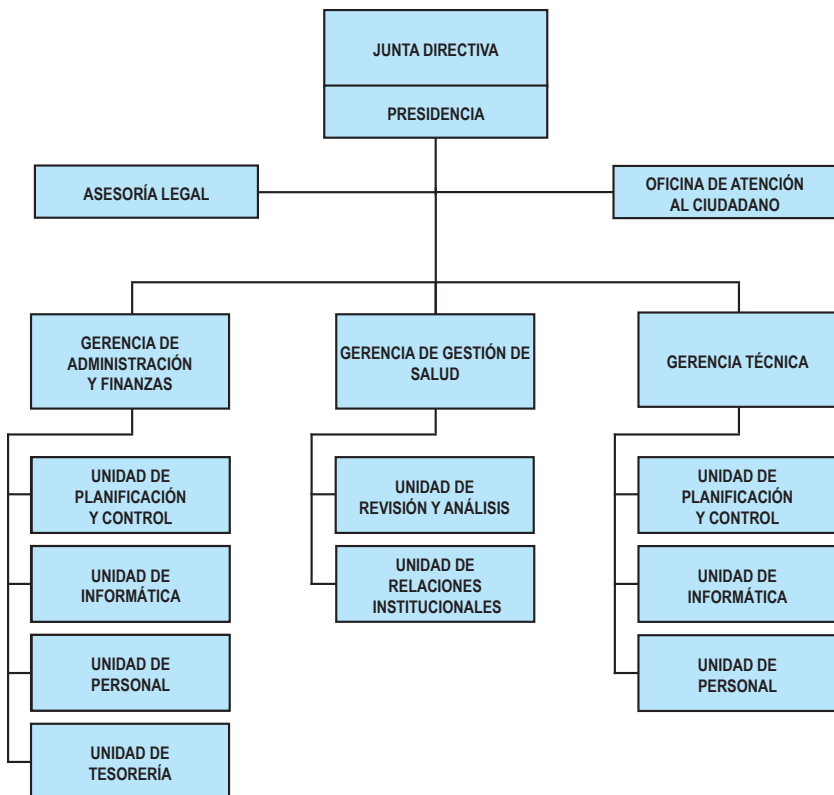 JUNTA DIRECTIVA
PRESIDENCIA
ASESORÍA LEGAL
OFICINA DE ATENCIÓN
AL CIUDADANO
GERENCIA DE
ADMINISTRACIÓN
Y FINANZAS
GERENCIA DE GESTIÓN DE
SALUD
GERENCIA TÉCNICA
UNIDAD DE
PLANIFICACIÓN
Y CONTROL
UNIDAD DE
INFORMÁTICA
UNIDAD DE
PERSONAL
UNIDAD DE
TESORERÍA
UNIDAD DE
REVISIÓN Y ANÁLISIS
UNIDAD DE
RELACIONES
INSTITUCIONALES
UNIDAD DE
PLANIFICACIÓN
Y CONTROL
UNIDAD DE
INFORMÁTICA
UNIDAD DE
PERSONAL